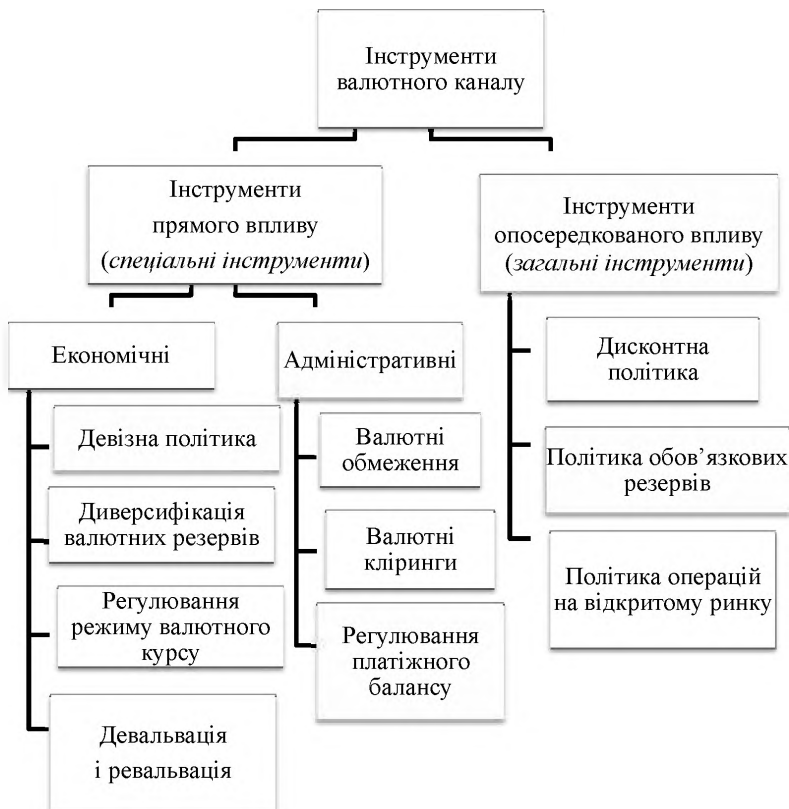 Інструменти
валютного каналу
Інструменти
прямого впливу
(спеціальні інструменти)
Інструменти
опосередкованого впливу
(загальні інструменти)
Економічні
Адміністративні
Девізна політика
Диверсифікація
валютних резервів
Регулювання
режиму валютного
курсу
Девальвація
і ревальвація
Валютні
обмеження
Валютні
кліринги
Регулювання
платіжного
балансу
Дисконтна
політика
Політика обов’язкових
резервів
Політика операцій
на відкритому ринку